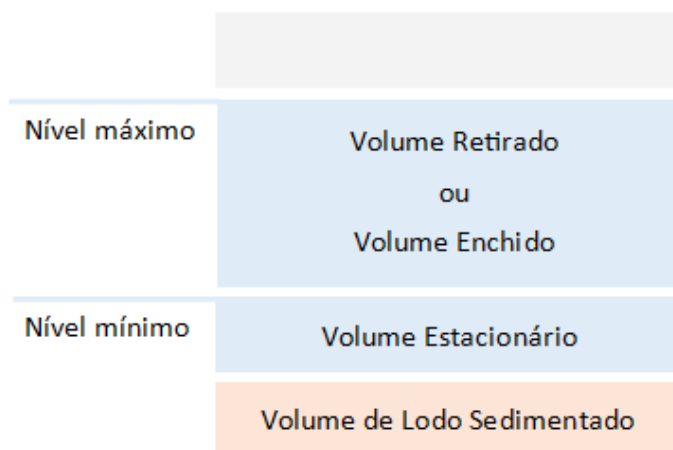 Nível máximo
Volume Retirado
ou
Volume Enchido
Nível mínimo
Volume Estacionário
Volume de Lodo Sedimentado